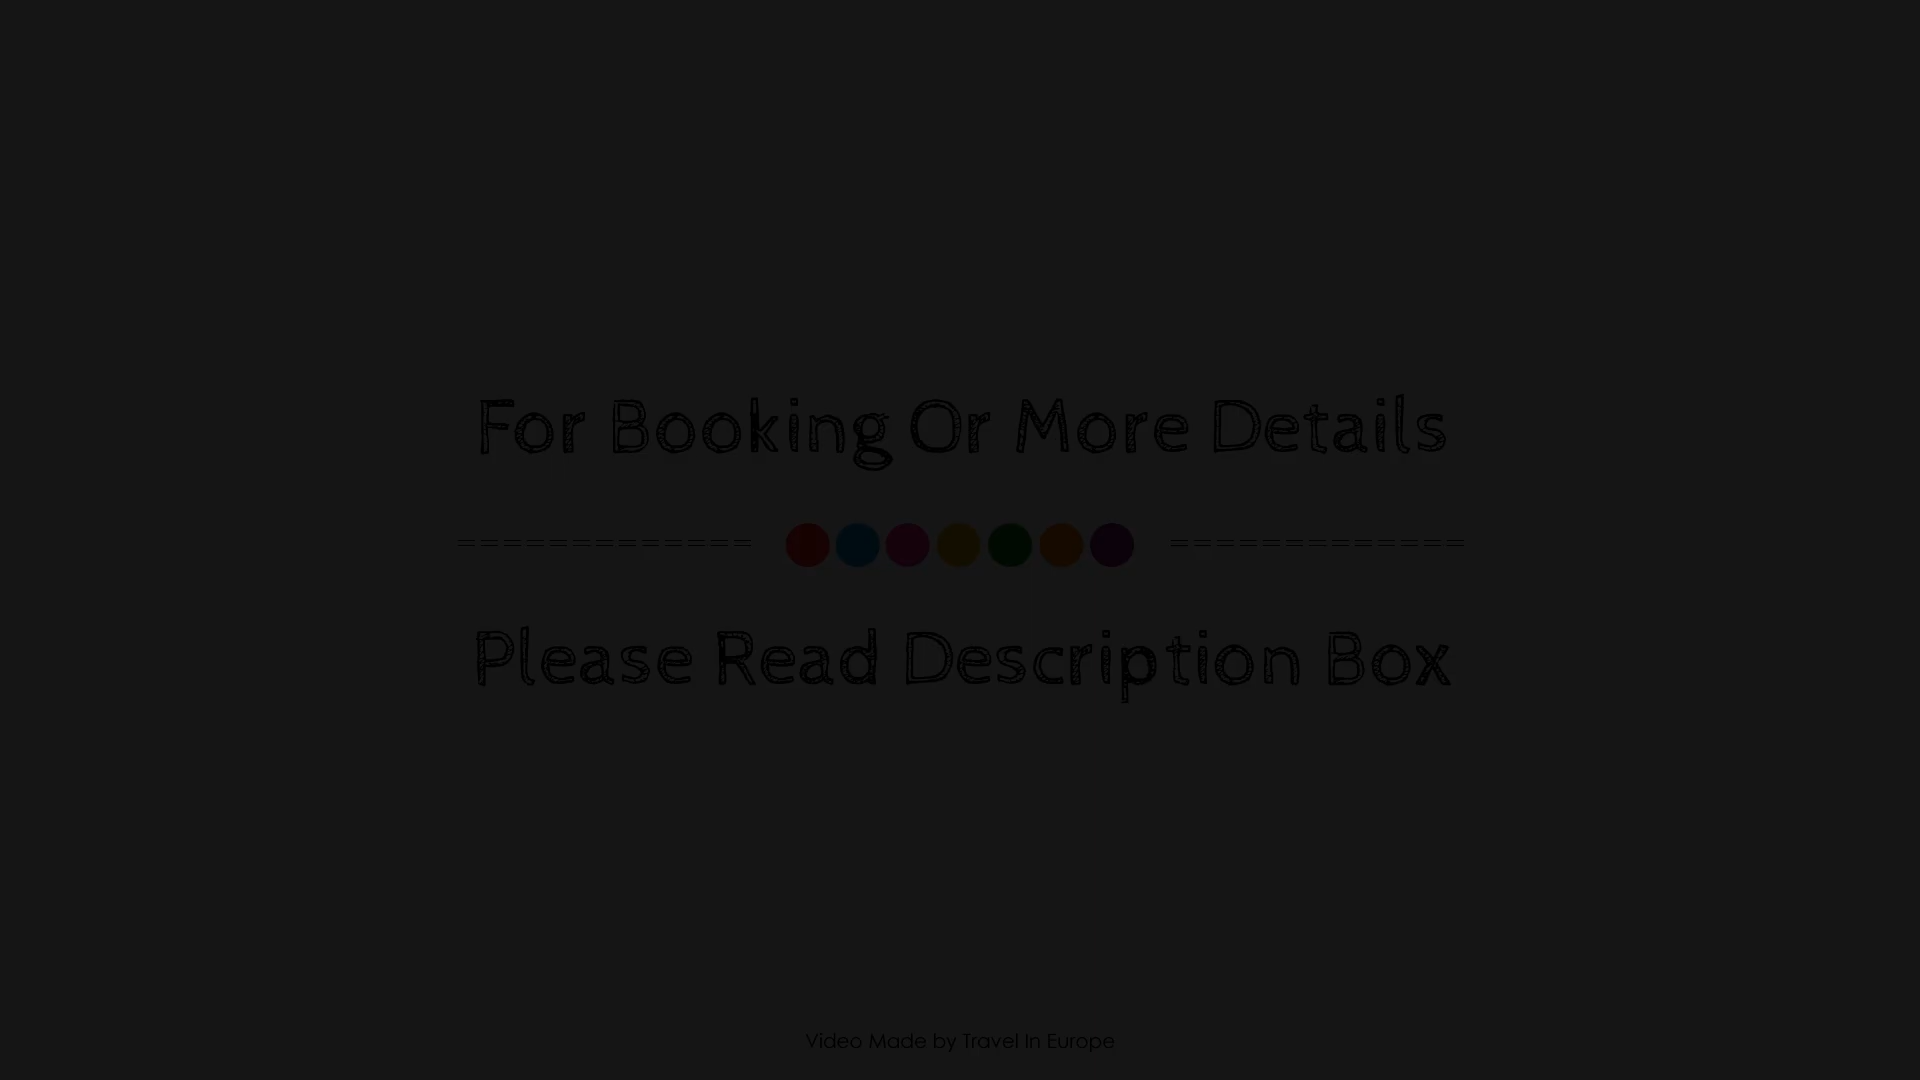 For Booking Or More Details
============= =============
Please Read Description Box
Video Made by Travel In Europe